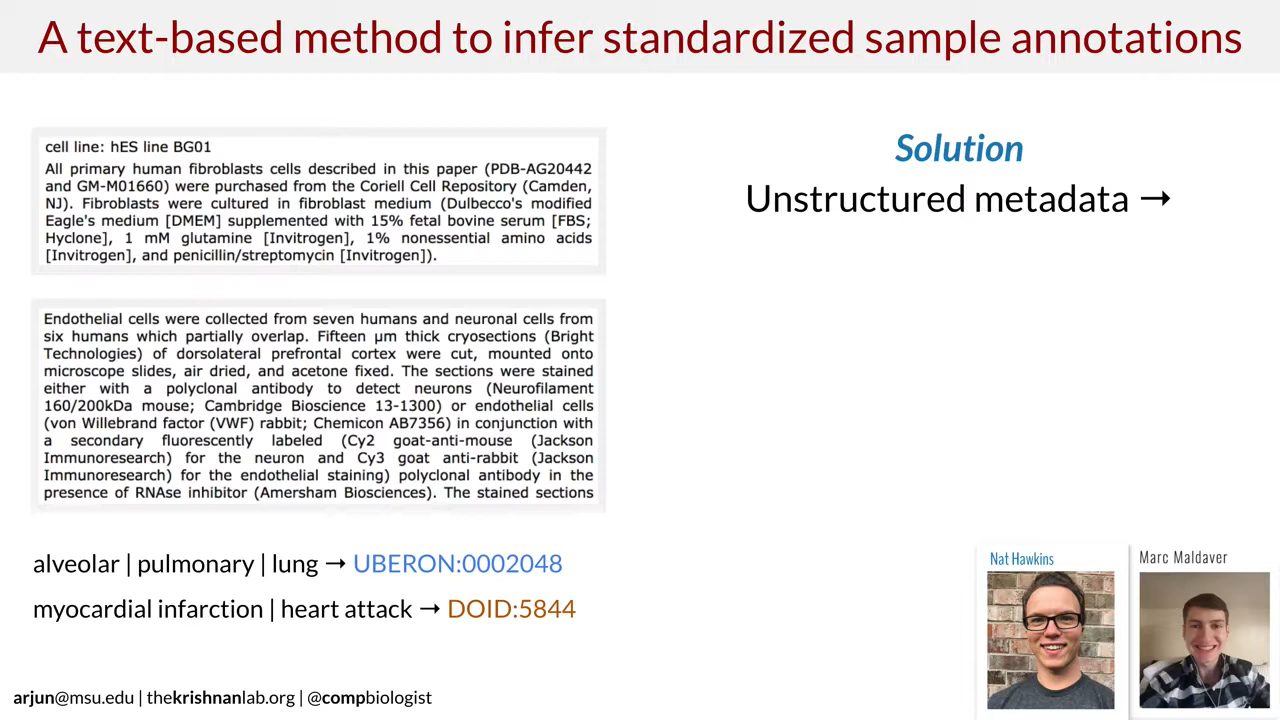 A text-based method to infer standardized sample annotations
cell line: hES line BG01
All primary human fibroblasts cells described in this paper (PDB-AG20442
and GM-M01660) were purchased from the Coriell Cell Repository (Camden,
NJ). Fibroblasts were cultured in fibroblast medium (Dulbecco's modified
Eagle's medium [DMEM] supplemented with 15% fetal bovine serum [FBS;
Hyclone], 1 mM glutamine [Invitrogen], 1% nonessential amino acids
[Invitrogen], and penicillin/streptomycin [Invitrogen]).
Endothelial cells were collected from seven humans and neuronal cells from
six humans which partially overlap. Fifteen µm thick cryosections (Bright
Technologies) of dorsolateral prefrontal cortex were cut, mounted onto
microscope slides, air dried, and acetone fixed. The sections were stained
either with a polyclonal antibody to detect neurons (Neurofilament
160/200kDa mouse; Cambridge Bioscience 13-1300) or endothelial cells
(von Willebrand factor (VWF) rabbit; Chemicon AB7356) in conjunction with
a secondary fluorescently labeled (Cy2 goat-anti-mouse (Jackson
Immunoresearch) for the neuron and Cy3 goat anti-rabbit (Jackson
Immunoresearch) for the endothelial staining) polyclonal antibody in the
presence of RNAse inhibitor (Amersham Biosciences). The stained sections
alveolar | pulmonary | lung → UBERON:0002048
myocardial infarction | heart attack → DOID:5844
Solution
Unstructured metadata →
Nat Hawkins
Marc Maldaver
arjun@msu.edu | thekrishnanlab.org | @compbiologist